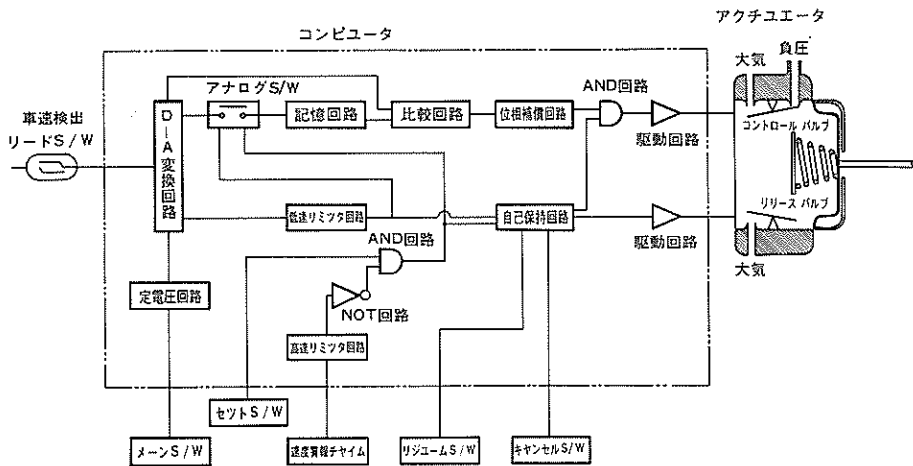 アクチユエータ
コンピュータ
大気
負圧
アナログS/W
AND回路
車速検出
リードS/W
D-A変換回路
記憶回路
比較回路
位相補償回路
駆動回路
コントロール バルブ
リリース バルブ
低速リミツタ回路
自己保持回路
駆動回路
大気
AND回路
定電圧回路
NOT回路
高速リミツタ回路
セツトS/W
メーンS/W
速度警報チヤイム
リジユームS/W
キヤンセルS/W